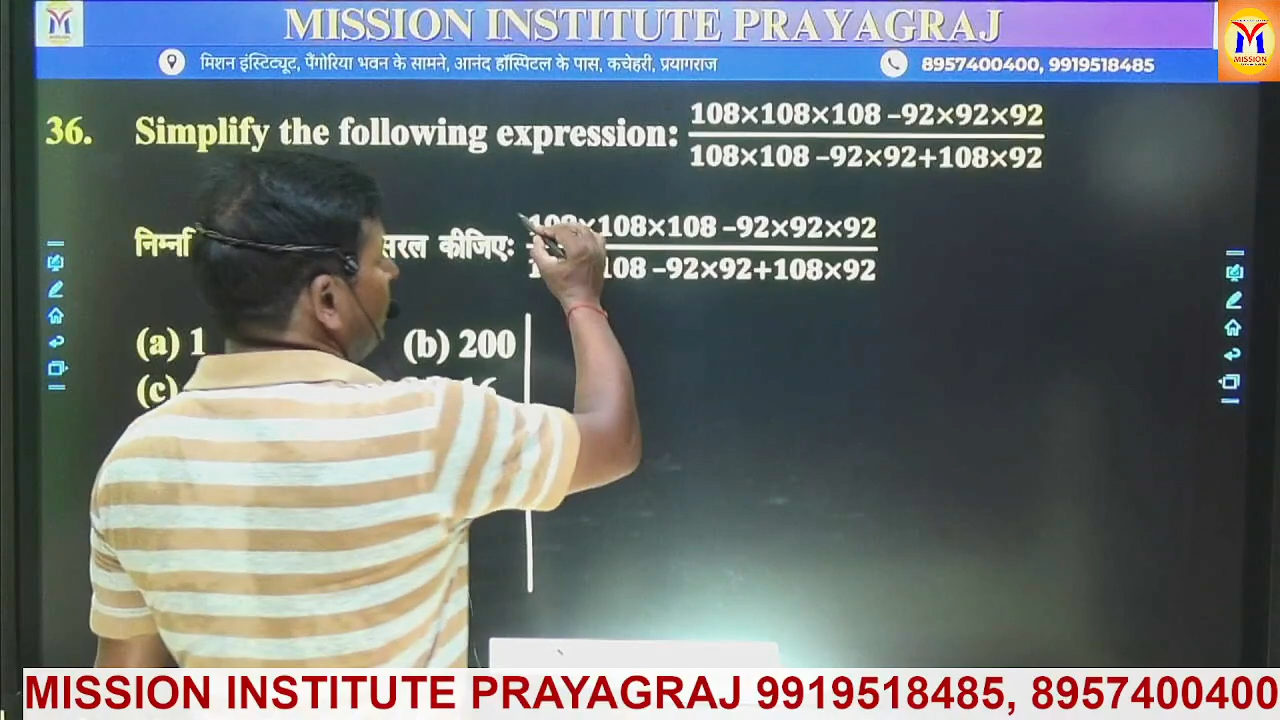 MISSION INSTITUTE PRAYAGRAJ
मिशन इंस्टिट्यूट, पैंगोरिया भवन के सामने, आनंद हॉस्पिटल के पास, कचेहरी, प्रयागराज
8957400400, 9919518485
MISSION
36. Simplify the following expression:
108×108×108 –92×92×92
108×108 –92×92+108×92
सरल कीजिए:
×108×108 –92×92×92
108 –92×92+108×92
(a) 1
(b) 200
(c)
MISSION INSTITUTE PRAYAGRAJ 9919518485, 8957400400